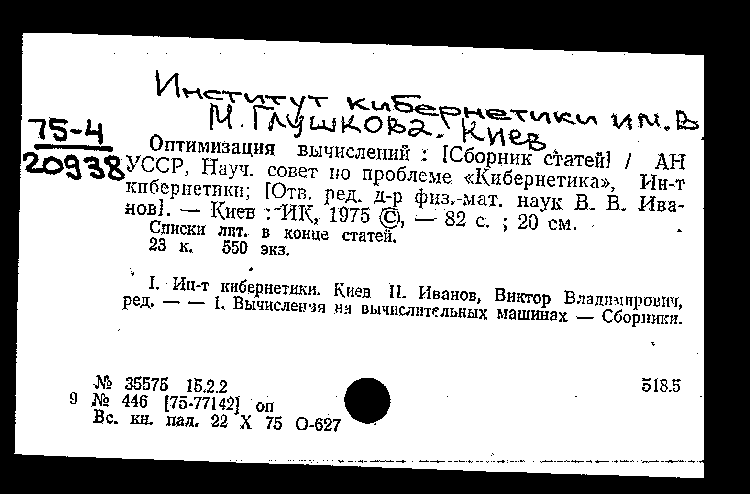 Институт кибернетики им. В.
М. Глушкова. Киев
75-4
20938
Оптимизация вычислений : [Сборник статей] / АН
УССР, Науч. совет по проблеме «Кибернетика», Ин-т
кибернетики; [Отв. ред. д-р физ.-мат. наук В. В. Ива-
нов]. — Киев : ИК, 1975 ©, — 82 с. ; 20 см.
Списки лит. в конце статей.
23 к. 550 экз.
I. Ин-т кибернетики. Киев II. Иванов, Виктор Владимирович,
ред. — — 1. Вычисления на вычислительных машинах — Сборники.
№ 35575 15.2.2 518.5
9 № 446 [75-77142] оп
Вс. кн. пал. 22 X 75 О-627